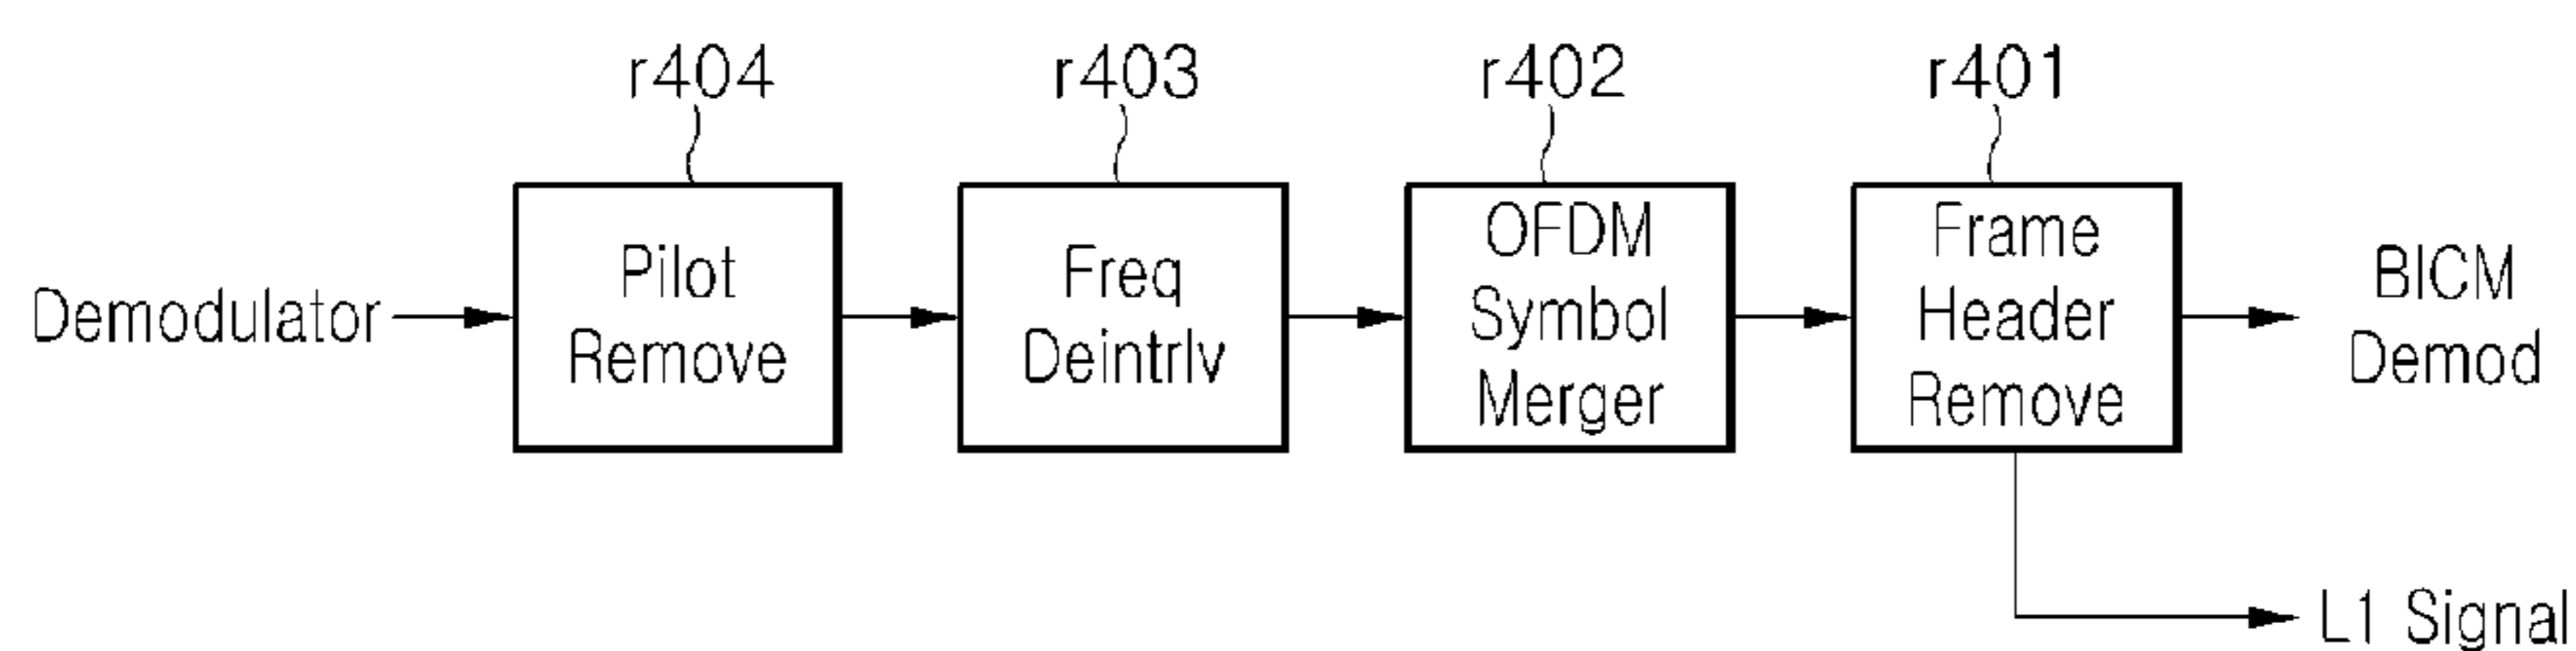 r404
r403
r402
r401
Demodulator
Pilot
Remove
Freq
Deintrlv
OFDM
Symbol
Merger
Frame
Header
Remove
BICM
Demod
L1 Signal